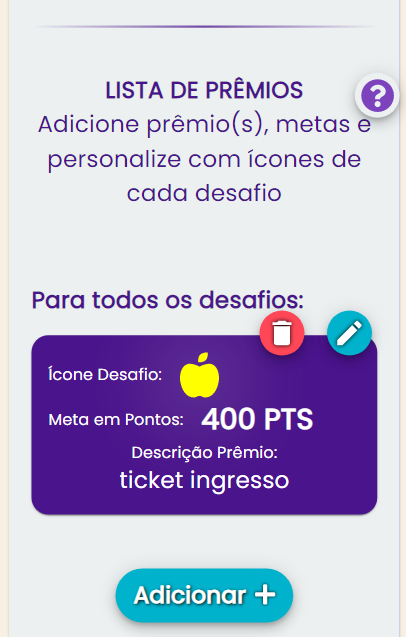 LISTA DE PRÊMIOS
?
Adicione prêmio(s), metas e
personalize com ícones de
cada desafio
Para todos os desafios:
Ícone Desafio:
Meta em Pontos: 400 PTS
Descrição Prêmio:
ticket ingresso
Adicionar +